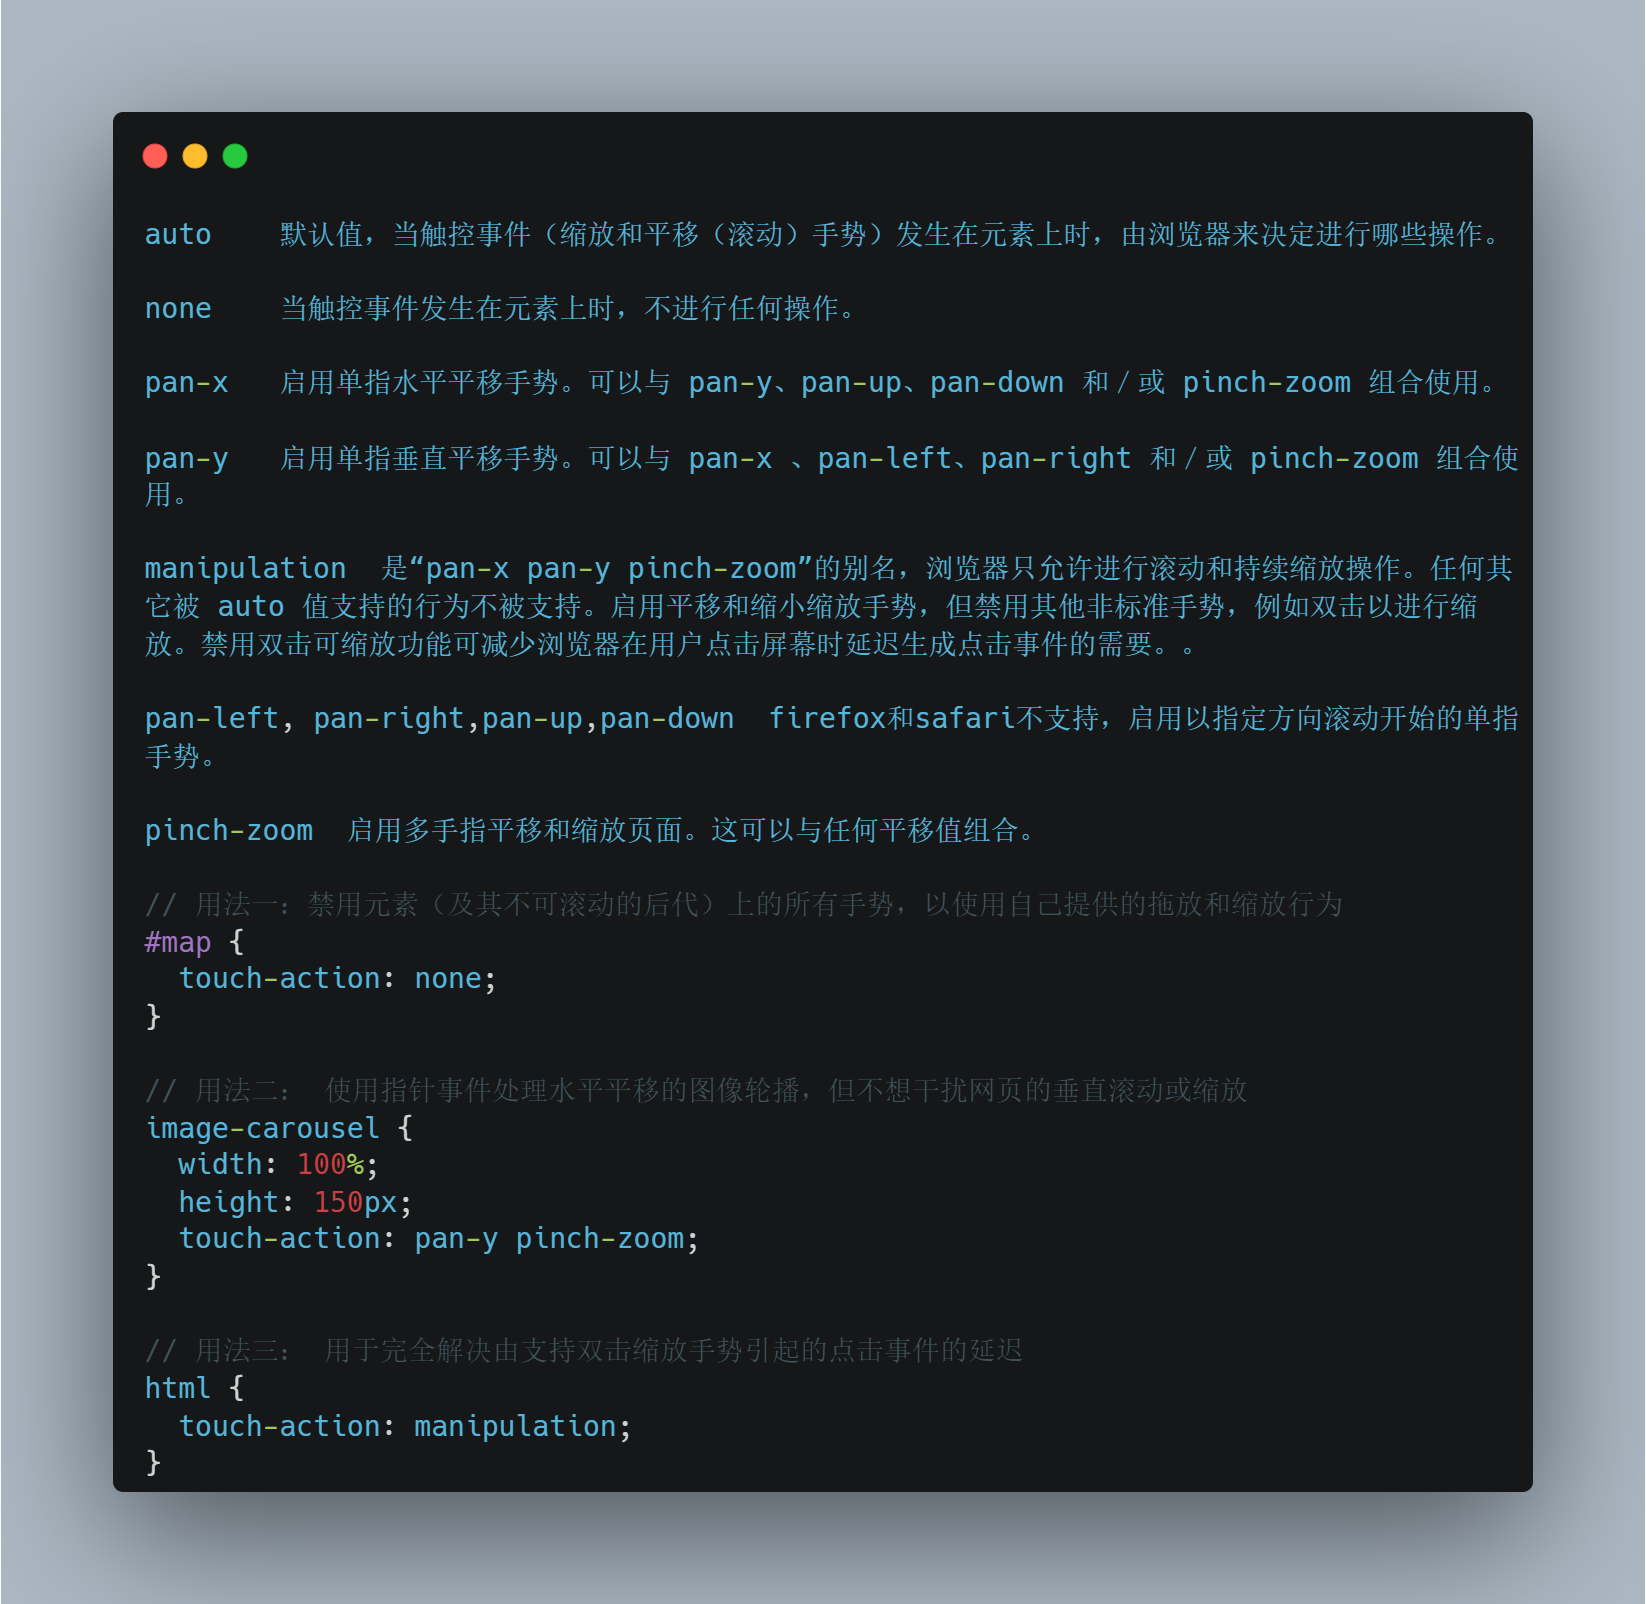 auto    默认值，当触控事件（缩放和平移（滚动）手势）发生在元素上时，由浏览器来决定进行哪些操作。
none    当触控事件发生在元素上时，不进行任何操作。
pan-x   启用单指水平平移手势。可以与 pan-y、pan-up、pan-down 和／或 pinch-zoom 组合使用。
pan-y   启用单指垂直平移手势。可以与 pan-x 、pan-left、pan-right 和／或 pinch-zoom 组合使
用。
manipulation  是“pan-x pan-y pinch-zoom”的别名，浏览器只允许进行滚动和持续缩放操作。任何其
它被 auto 值支持的行为不被支持。启用平移和缩小缩放手势，但禁用其他非标准手势，例如双击以进行缩
放。禁用双击可缩放功能可减少浏览器在用户点击屏幕时延迟生成点击事件的需要。。
pan-left, pan-right,pan-up,pan-down  firefox和safari不支持，启用以指定方向滚动开始的单指
手势。
pinch-zoom  启用多手指平移和缩放页面。这可以与任何平移值组合。
// 用法一：禁用元素（及其不可滚动的后代）上的所有手势，以使用自己提供的拖放和缩放行为
#map {
  touch-action: none;
}
// 用法二： 使用指针事件处理水平平移的图像轮播，但不想干扰网页的垂直滚动或缩放
image-carousel {
  width: 100%;
  height: 150px;
  touch-action: pan-y pinch-zoom;
}
// 用法三： 用于完全解决由支持双击缩放手势引起的点击事件的延迟
html {
  touch-action: manipulation;
}